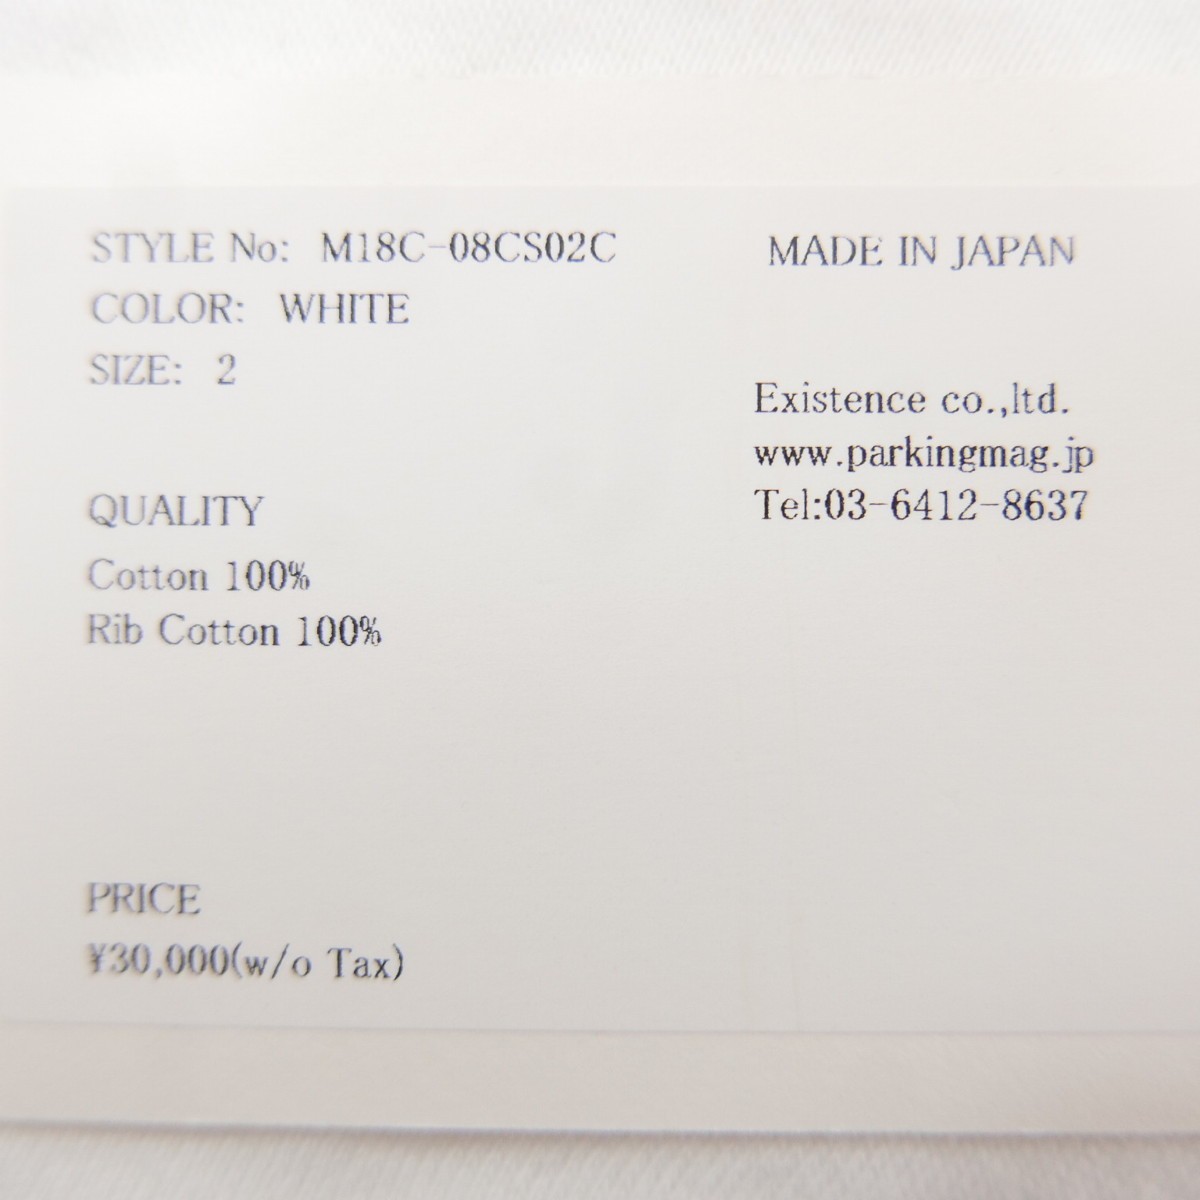 STYLE No: M18C-08CS02C
COLOR: WHITE
SIZE: 2
QUALITY
Cotton 100%
Rib Cotton 100%
PRICE
¥30,000(w/o Tax)
MADE IN JAPAN
Existence co.,ltd.
www.parkingmag.jp
Tel:03-6412-8637